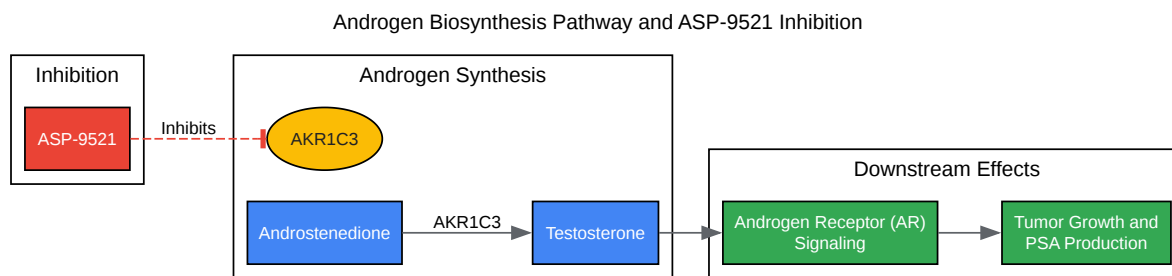 Androgen Biosynthesis Pathway and ASP-9521 Inhibition
Inhibition
Androgen Synthesis
ASP-9521
Inhibits
AKR1C3
Downstream Effects
Androstenedione
AKR1C3
Testosterone
Androgen Receptor (AR)
Signaling
Tumor Growth and
PSA Production